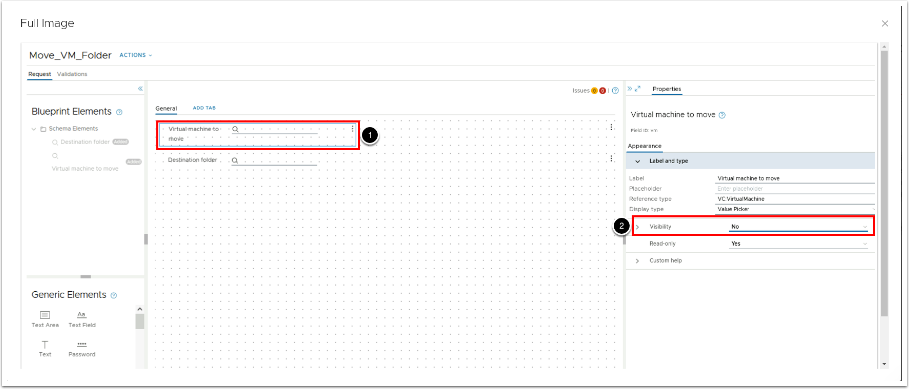 Full Image
Move_VM_Folder ACTIONS
Request Validations
Issues 0 0
Properties
Blueprint Elements
Schema Elements
Destination folder
Virtual machine to move
General ADD TAB
Virtual machine to
move
1
Destination folder
Virtual machine to move
Field ID: vm
Appearance
Label and type
Label Virtual machine to move
Placeholder Enter placeholder
Reference type VC:VirtualMachine
Display type Value Picker
2 Visibility No
Read-only Yes
Custom help
Generic Elements
Aa
Text Area Text Field
T
Text Password